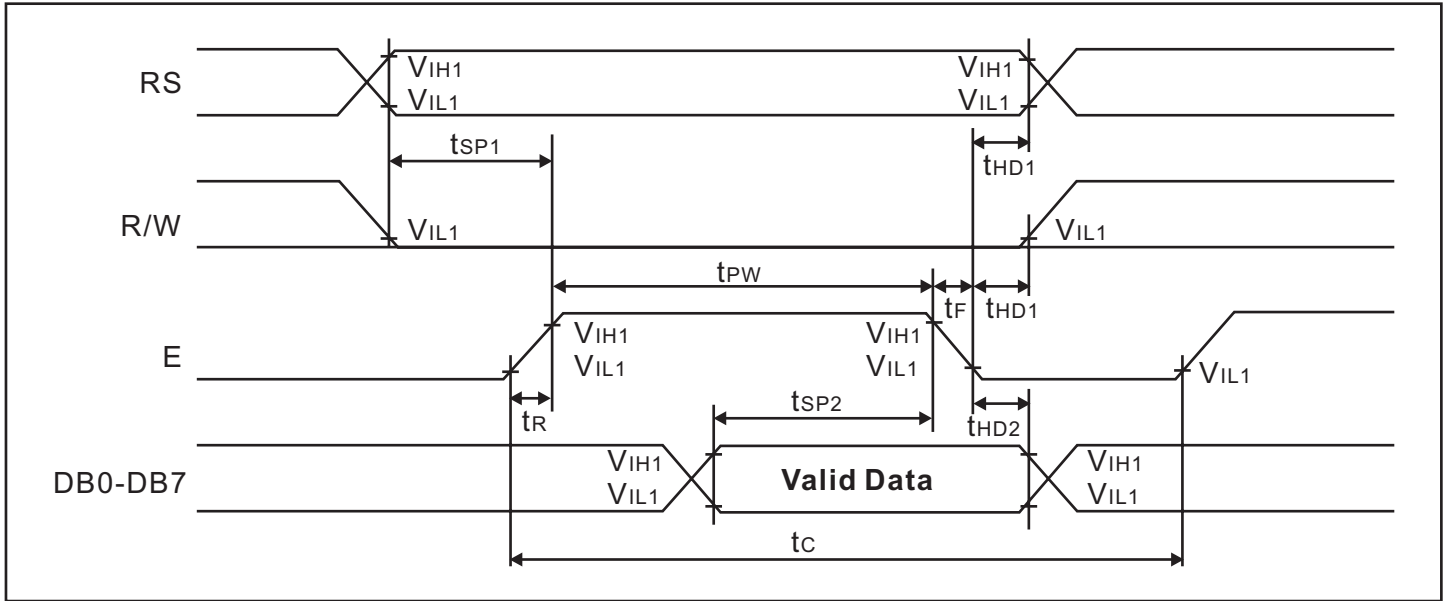 RS
VIH1
VIL1
VIH1
VIL1
tSP1
tHD1
R/W
VIL1
VIL1
tPW
tF
tHD1
E
VIH1
VIL1
VIH1
VIL1
VIL1
tR
tSP2
tHD2
DB0-DB7
VIH1
VIL1
Valid Data
VIH1
VIL1
tC